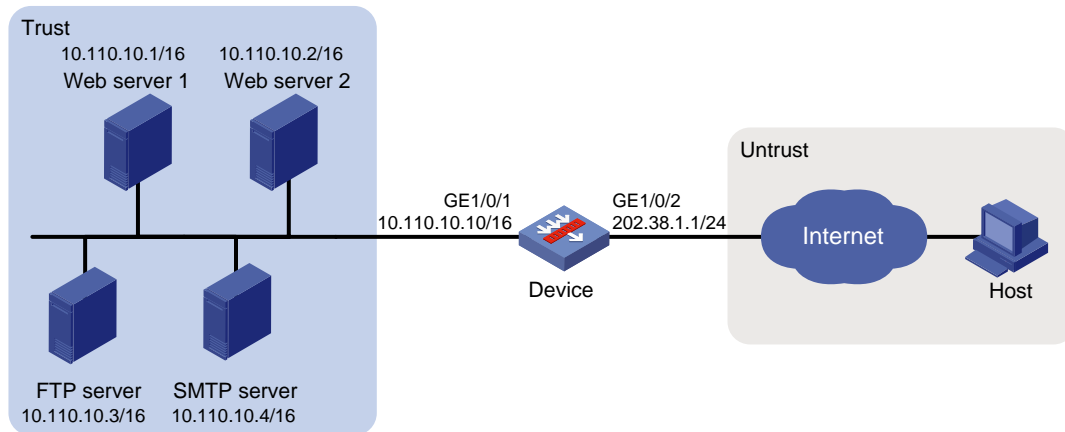 Trust
10.110.10.1/16
Web server 1
10.110.10.2/16
Web server 2
FTP server
10.110.10.3/16
SMTP server
10.110.10.4/16
GE1/0/1
10.110.10.10/16
Device
GE1/0/2
202.38.1.1/24
Untrust
Internet
Host